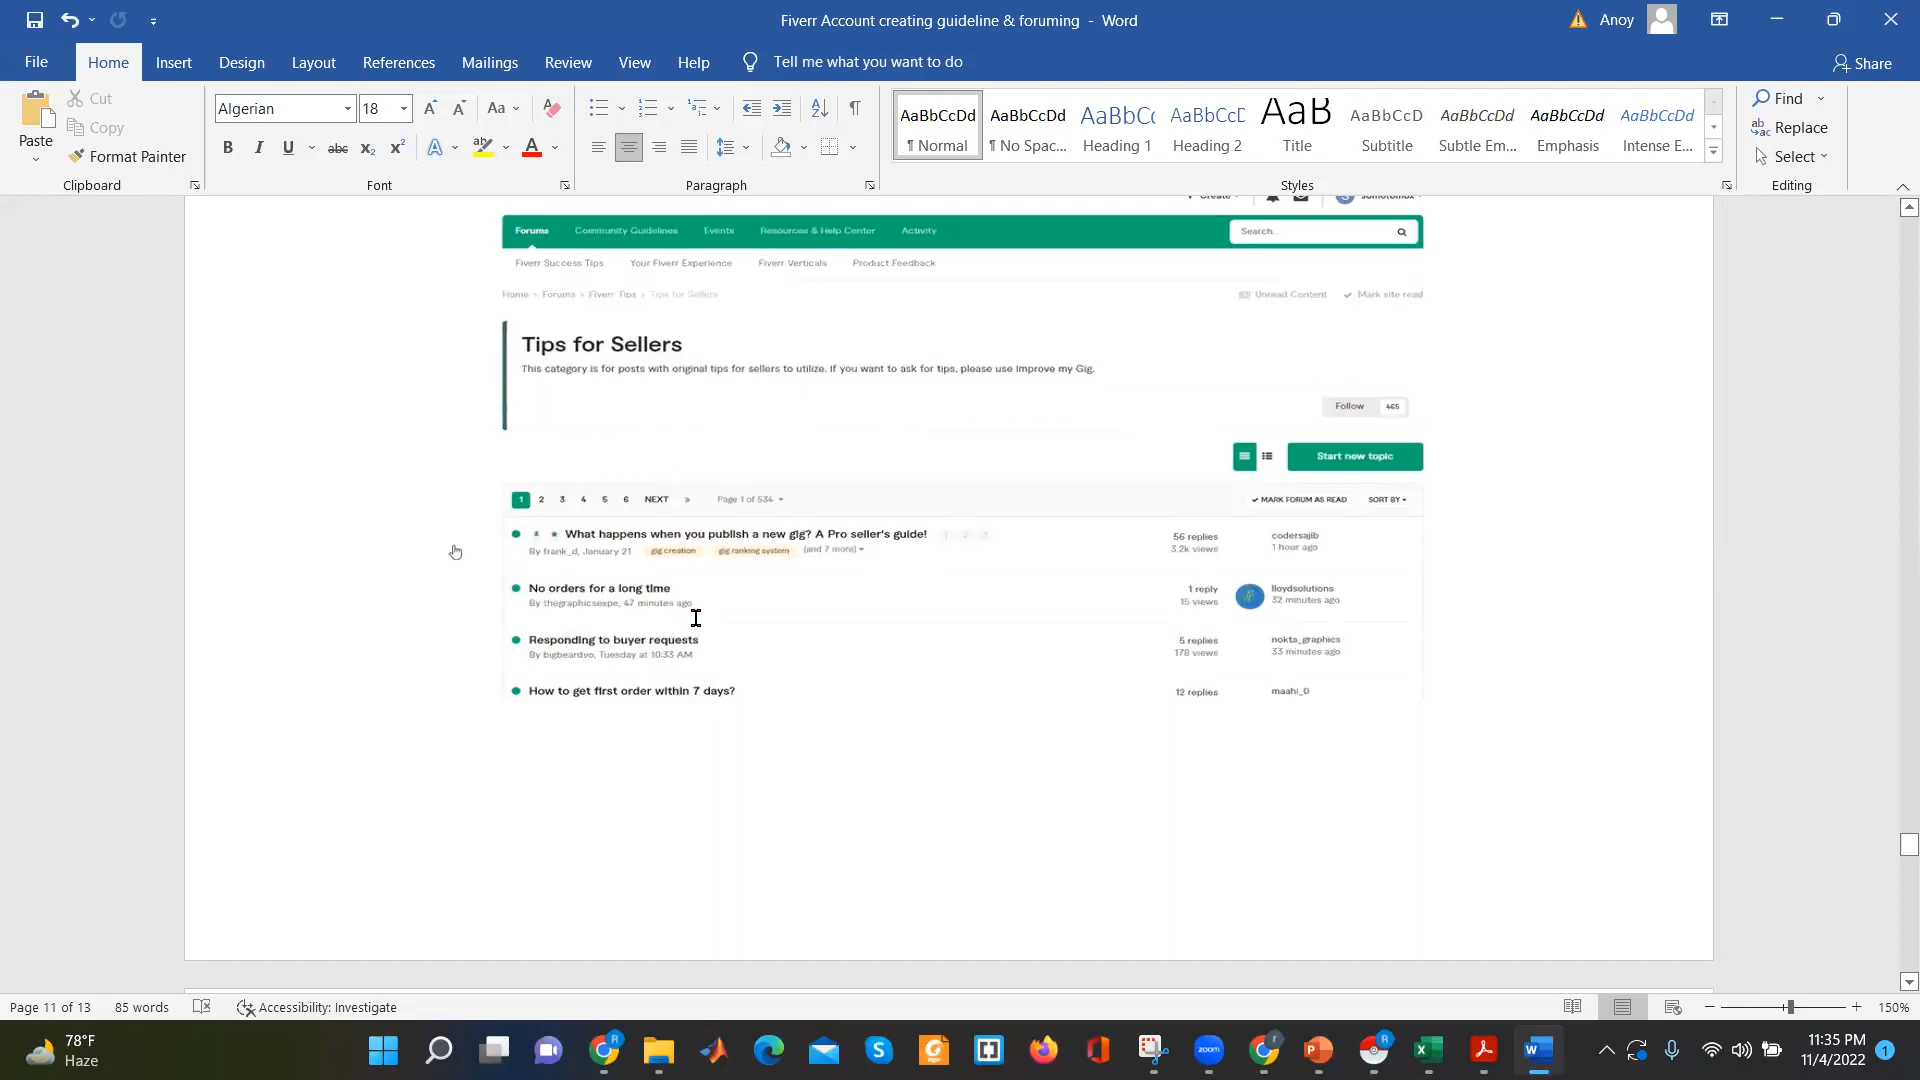 Fiverr Account creating guideline & foruming - Word
Anoy
File Home Insert Design Layout References Mailings Review View Help Tell me what you want to do Share
Paste
Cut
Copy
Format Painter
Clipboard
Algerian 18
Aa
B I U abc x₂ x² A ab A
Font
Paragraph
AaBbCcDd AaBbCcDd AaBbCc AaBbCcC AaB AaBbCcD AaBbCcDd AaBbCcDd AaBbCcDd
¶ Normal ¶ No Spac... Heading 1 Heading 2 Title Subtitle Subtle Em... Emphasis Intense E...
Styles
Find
Replace
Select
Editing
Forums Community Guidelines Events Resources & Help Center Activity Search...
Fiverr Success Tips Your Fiverr Experience Fiverr Verticals Product Feedback
Home > Forums > Fiverr Tips > Tips for Sellers Unread Content Mark site read
Tips for Sellers
This category is for posts with original tips for sellers to utilize. If you want to ask for tips, please use Improve my Gig.
Follow 465
Start new topic
1 2 3 4 5 6 NEXT » Page 1 of 534 MARK FORUM AS READ SORT BY
What happens when you publish a new gig? A Pro seller's guide! 1 2 3 56 replies codersajib
By frank_d, January 21 gig creation gig ranking system (and 7 more) 3.2k views 1 hour ago
No orders for a long time 1 reply lloydsolutions
By thegraphicsexpe, 47 minutes ago 15 views 32 minutes ago
Responding to buyer requests 5 replies nokta_graphics
By bigbeardvo, Tuesday at 10:33 AM 178 views 33 minutes ago
How to get first order within 7 days? 12 replies maahi_0
Page 11 of 13 85 words Accessibility: Investigate 150%
78°F
Haze
zoom
11:35 PM
11/4/2022
1